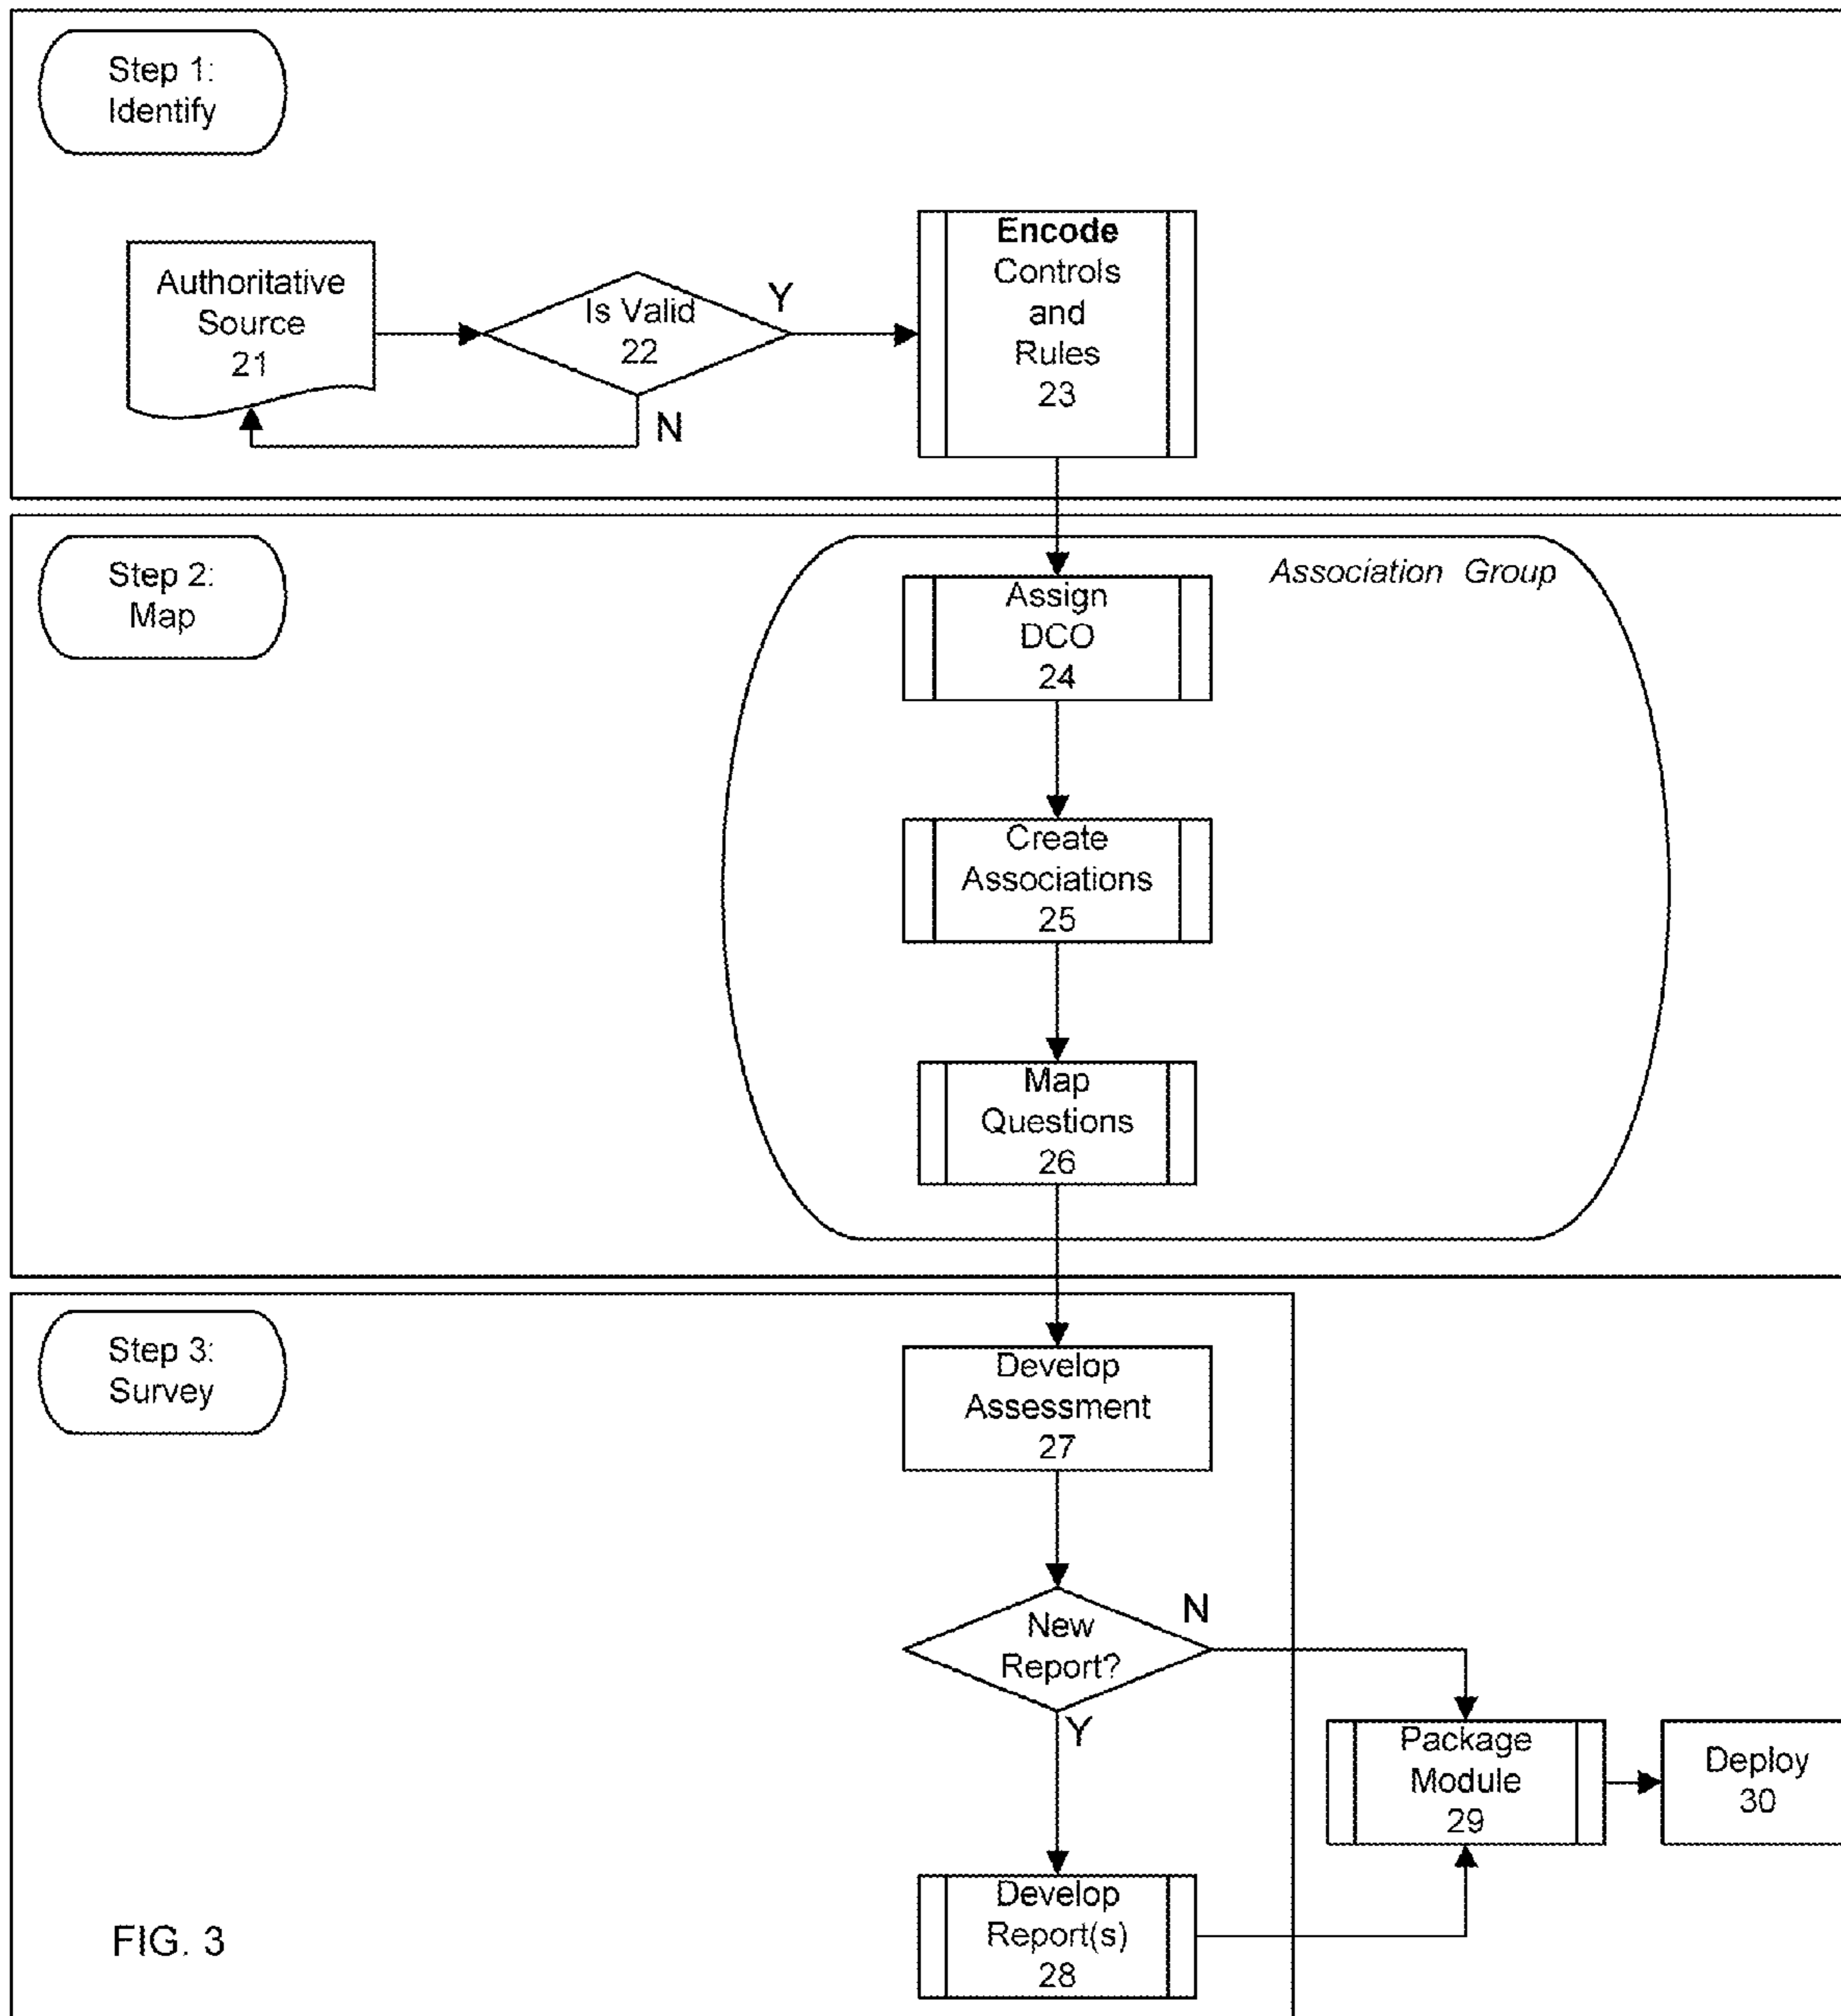 Step 1:
Identify
Authoritative
Source
21
Is Valid
22
Y
N
Encode
Controls
and
Rules
23
Step 2:
Map
Association Group
Assign
DCO
24
Create
Associations
25
Map
Questions
26
Step 3:
Survey
Develop
Assessment
27
New
Report?
N
Y
Package
Module
29
Deploy
30
Develop
Report(s)
28
FIG. 3